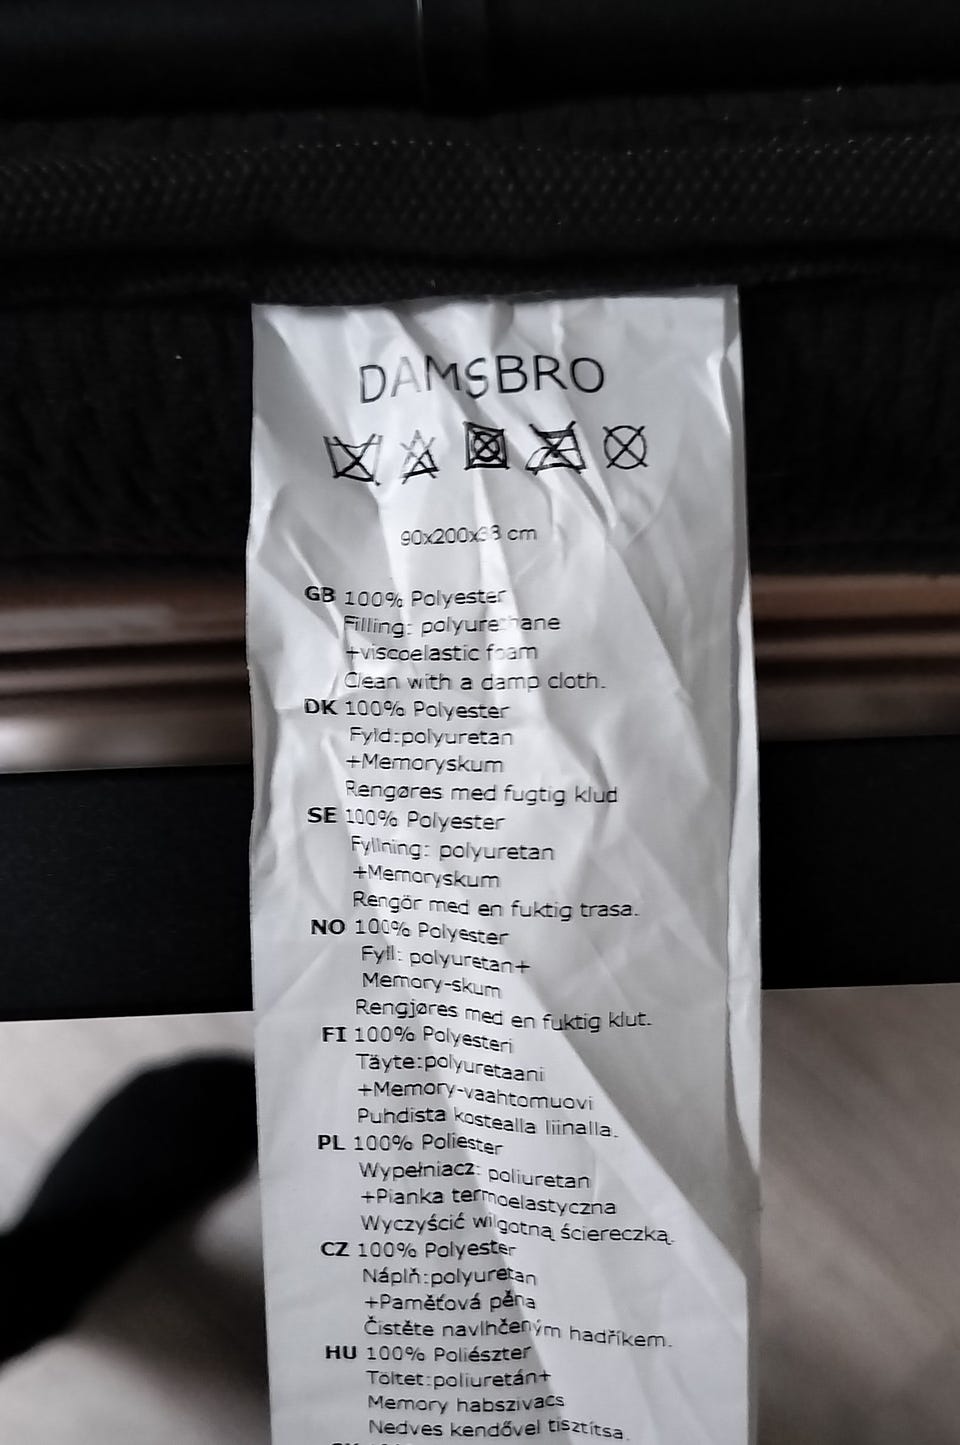 DAMSBRO
90x200x38 cm
GB 100% Polyester
Filling: polyurethane
+viscoelastic foam
Clean with a damp cloth.
DK 100% Polyester
Fyld:polyuretan
+Memoryskum
Rengøres med fugtig klud
SE 100% Polyester
Fyllning: polyuretan
+Memoryskum
Rengör med en fuktig trasa.
NO 100% Polyester
Fyll: polyuretan+
Memory-skum
Rengjøres med en fuktig klut.
FI 100% Polyesteri
Täyte:polyuretaani
+Memory-vaahtomuovi
Puhdista kostealla liinalla.
PL 100% Poliester
Wypełniacz: poliuretan
+Pianka termoelastyczna
Wyczyścić wilgotną ściereczką.
CZ 100% Polyester
Náplň:polyuretan
+Paměťová pěna
Čistěte navlhčeným hadříkem.
HU 100% Poliészter
Töltet:poliuretán+
Memory habszivacs
Nedves kendővel tisztítsa.